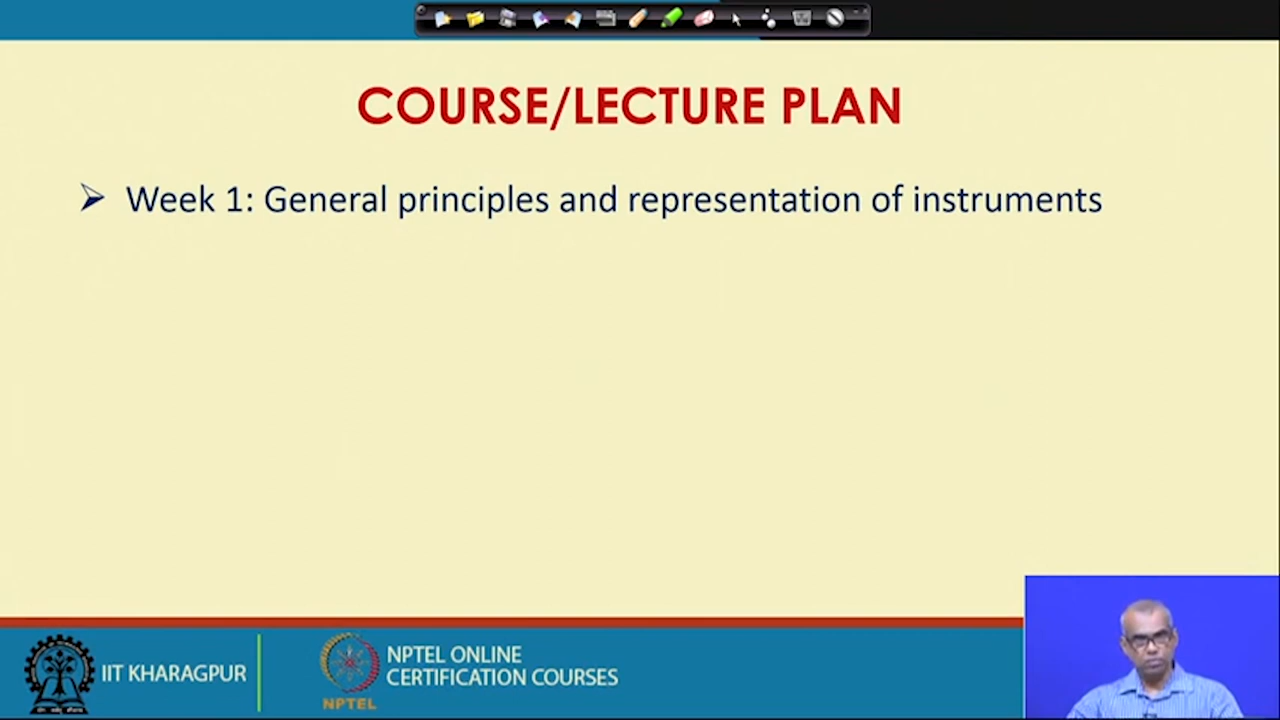 COURSE/LECTURE PLAN
Week 1: General principles and representation of instruments
IIT KHARAGPUR
NPTEL ONLINE
CERTIFICATION COURSES
NPTEL